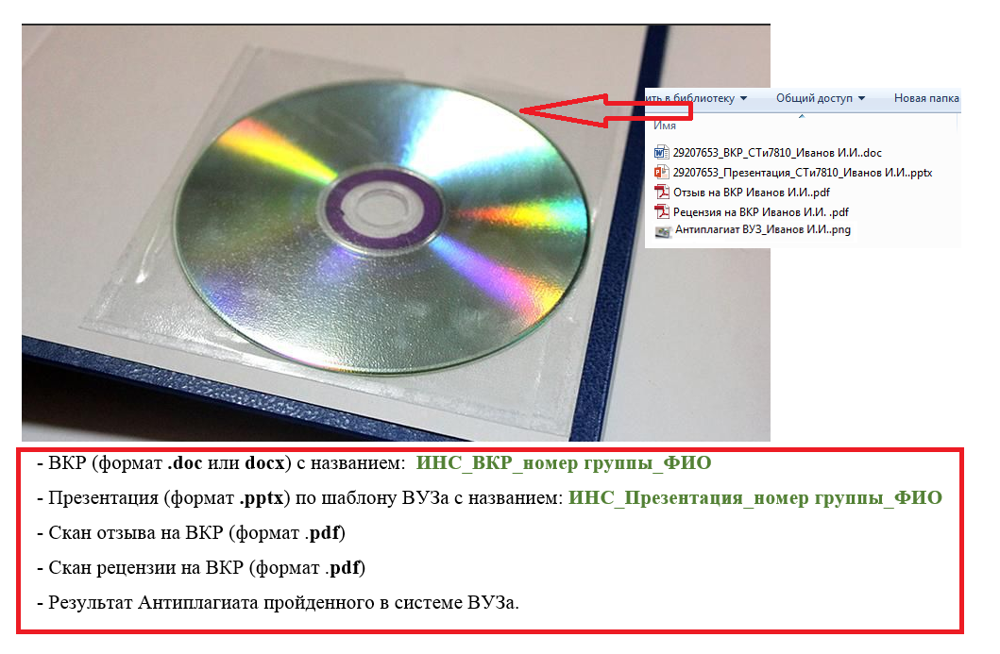 ить в библиотеку Общий доступ Новая папка
Имя
29207653_ВКР_СТи7810_Иванов И.И..doc
29207653_Презентация_СТи7810_Иванов И.И..pptx
Отзыв на ВКР Иванов И.И..pdf
Рецензия на ВКР Иванов И.И. .pdf
Антиплагиат ВУЗ_Иванов И.И..png
- ВКР (формат .doc или docx) с названием: ИНС_ВКР_номер группы_ФИО
- Презентация (формат .pptx) по шаблону ВУЗа с названием: ИНС_Презентация_номер группы_ФИО
- Скан отзыва на ВКР (формат .pdf)
- Скан рецензии на ВКР (формат .pdf)
- Результат Антиплагиата пройденного в системе ВУЗа.